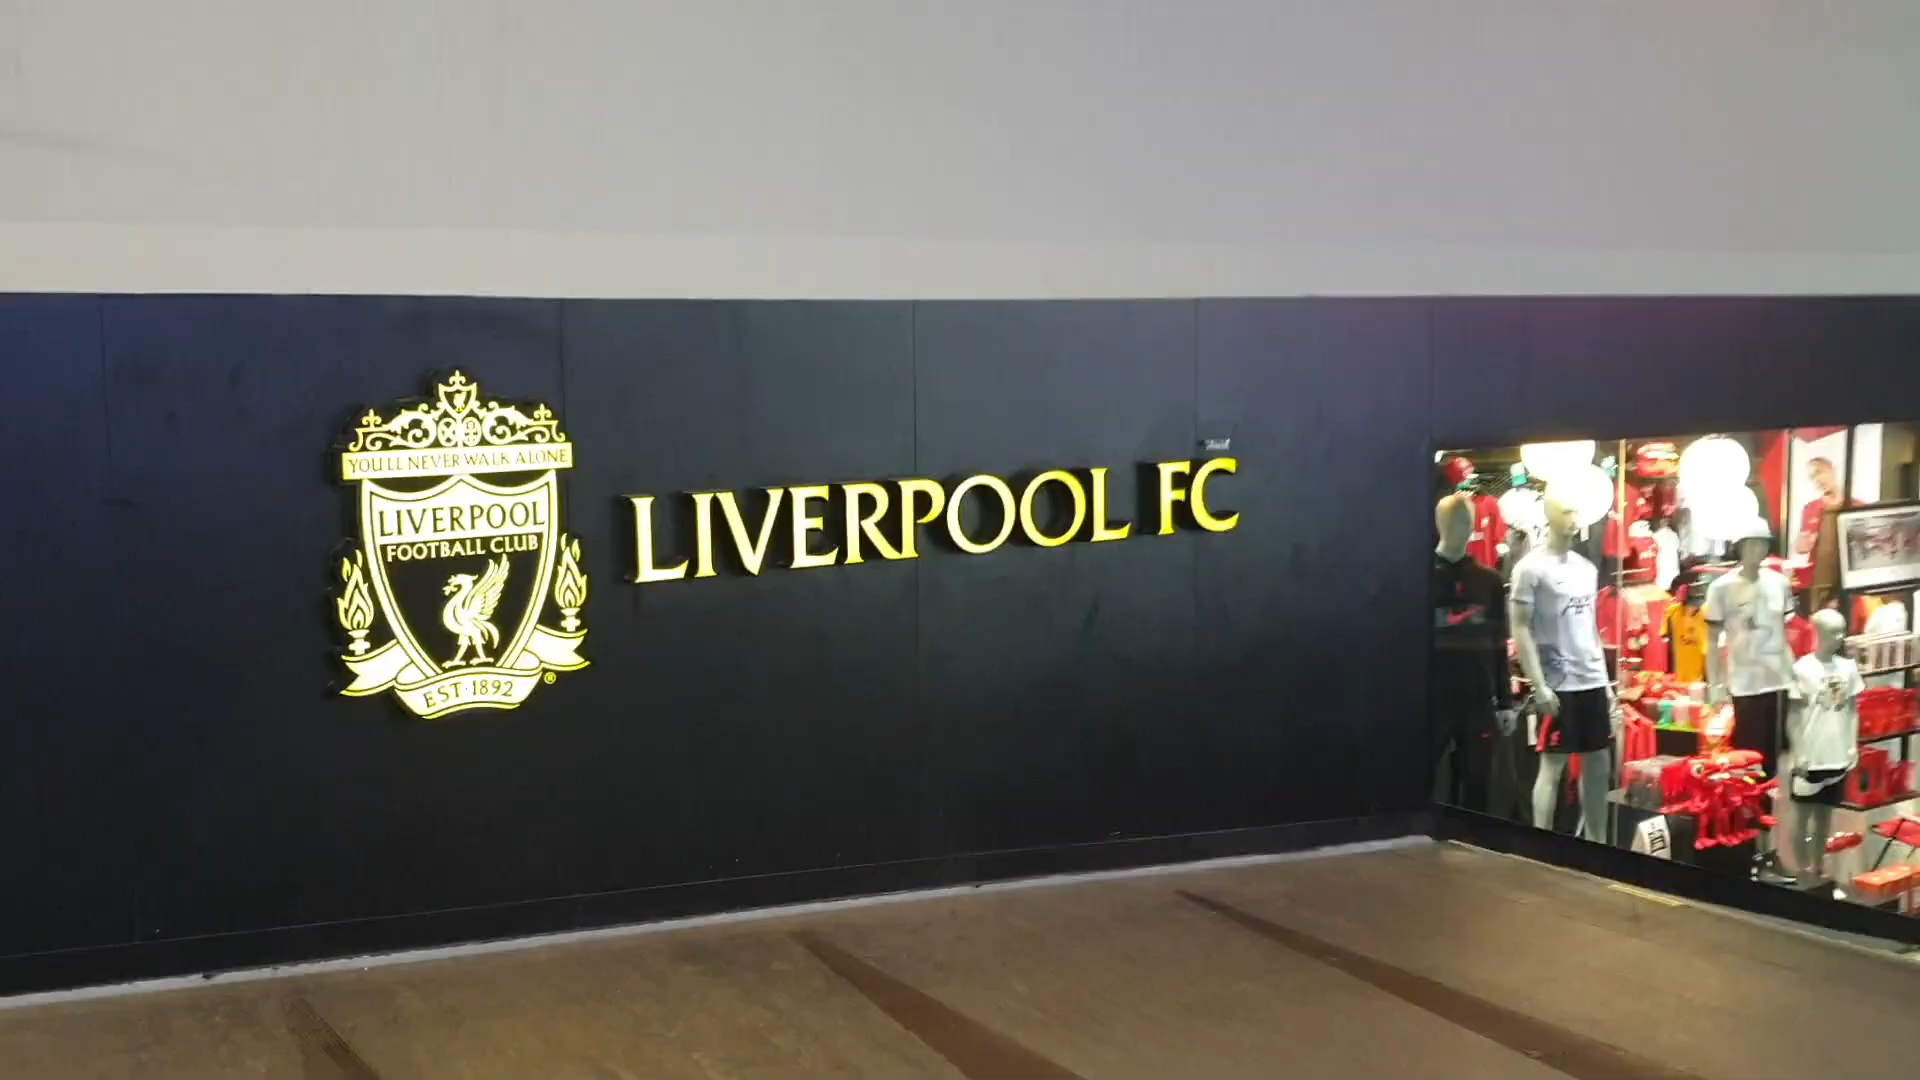 YOU'LL NEVER WALK ALONE
LIVERPOOL
FOOTBALL CLUB
EST·1892
®
LIVERPOOL FC